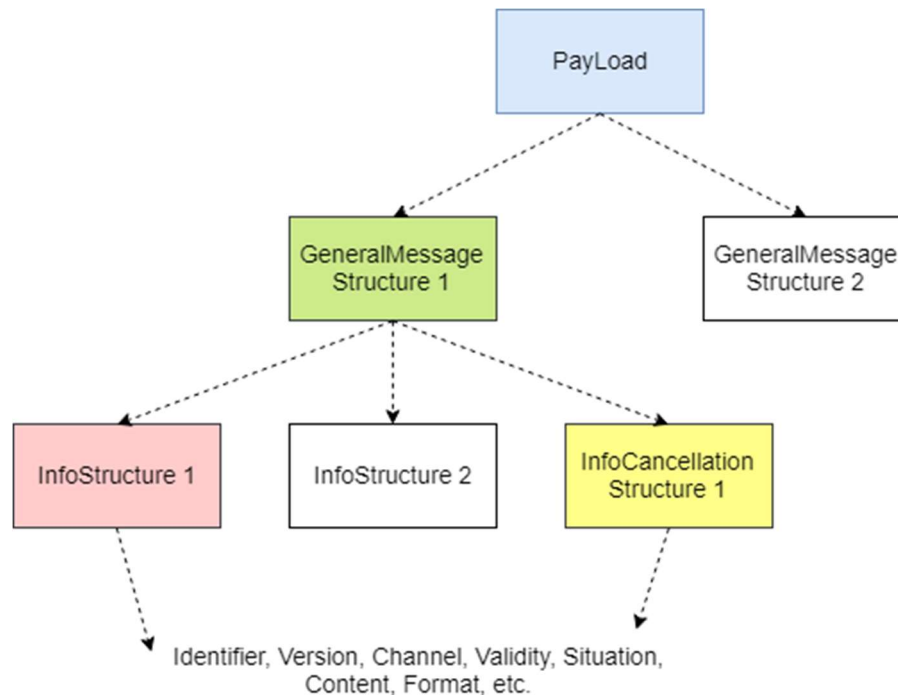 PayLoad
GeneralMessage
Structure 1
GeneralMessage
Structure 2
InfoStructure 1
InfoStructure 2
InfoCancellation
Structure 1
Identifier, Version, Channel, Validity, Situation,
Content, Format, etc.